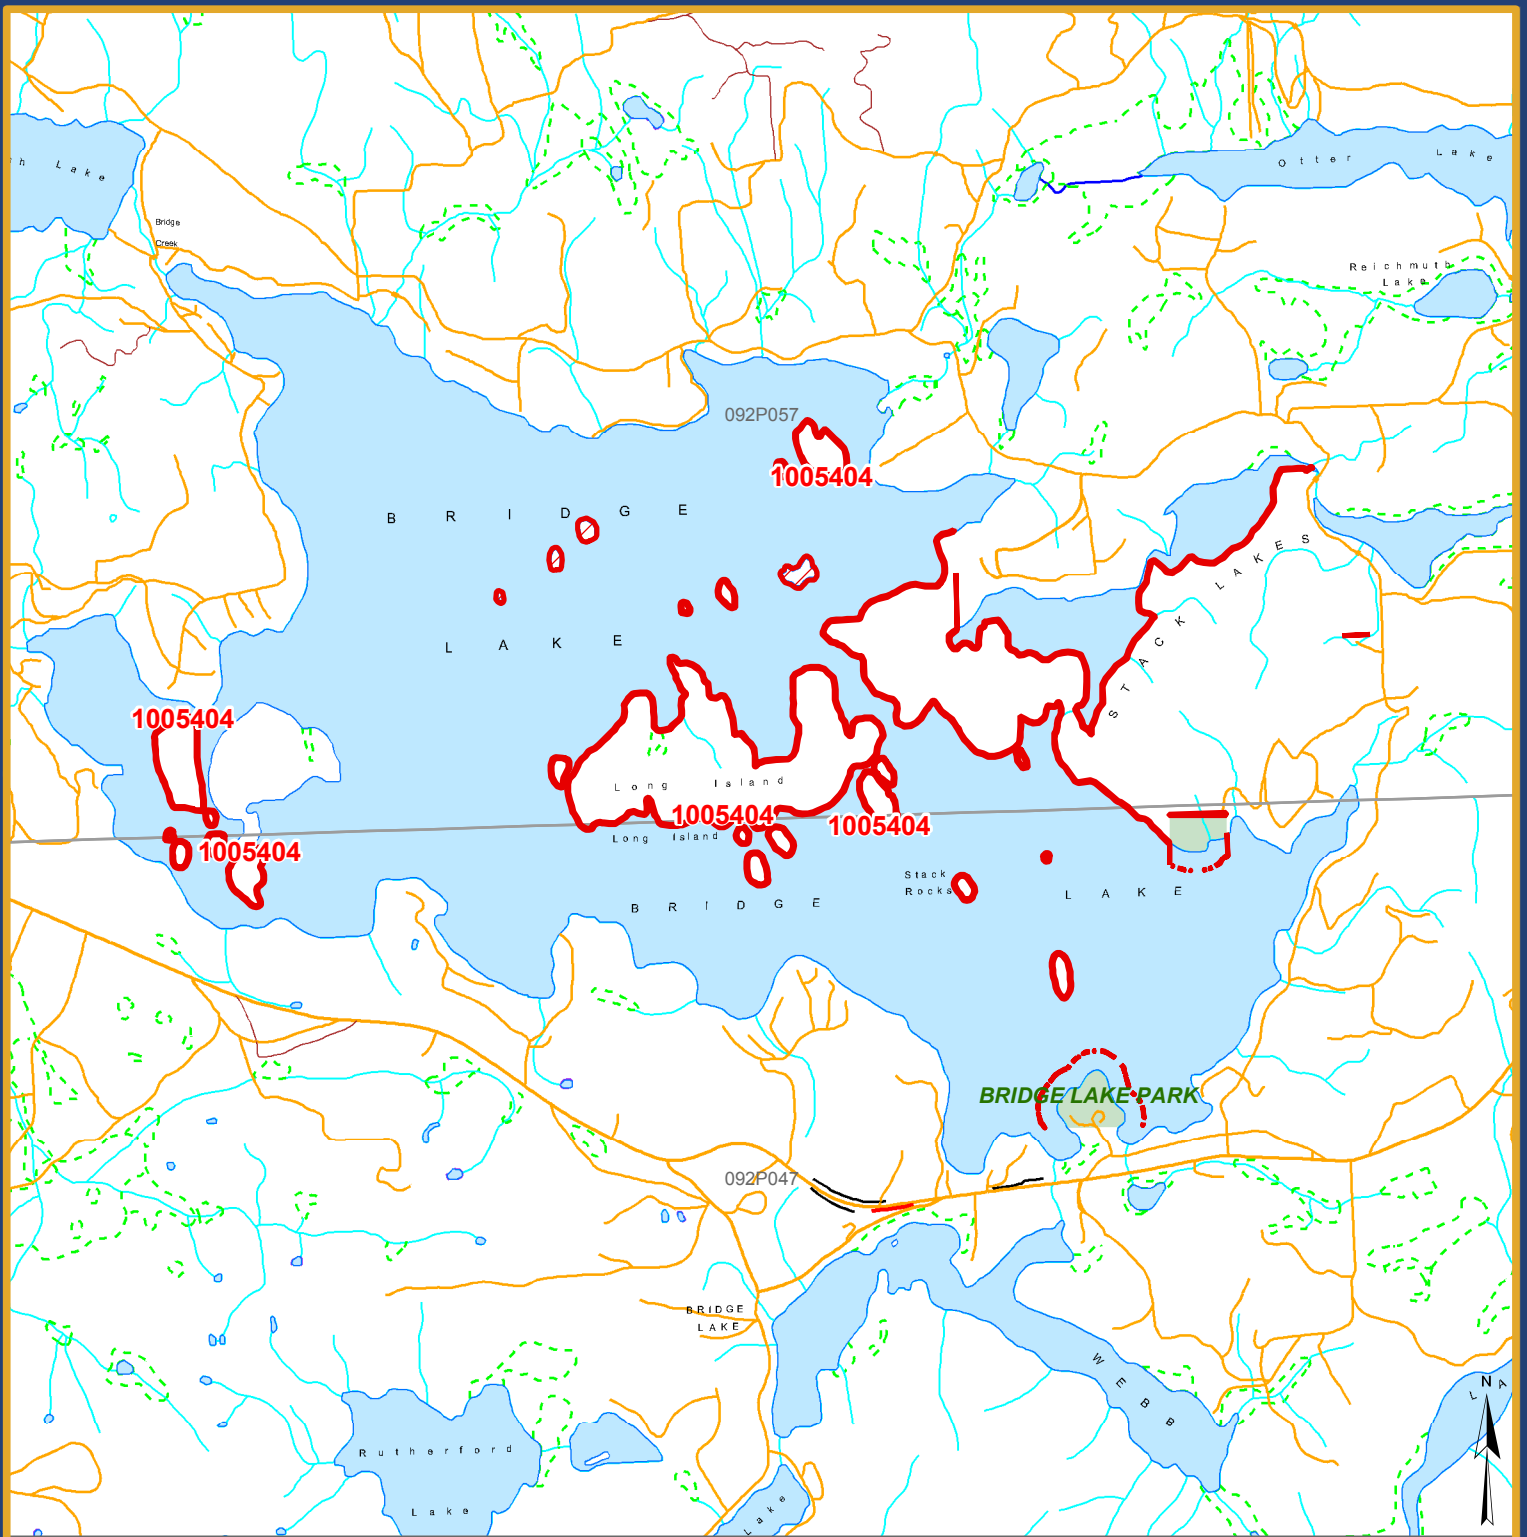 Otter Lake
Lake
Bridge
Creek
Reichmuth
Lake
092P057
1005404
BRIDGE
LAKE
STACK LAKES
1005404
Long Island
1005404
1005404
Long Island
1005404
Stack
Rocks
LAKE
BRIDGE
BRIDGE LAKE PARK
092P047
BRIDGE
LAKE
WEBB
N
LA
Rutherford
Lake
Lake